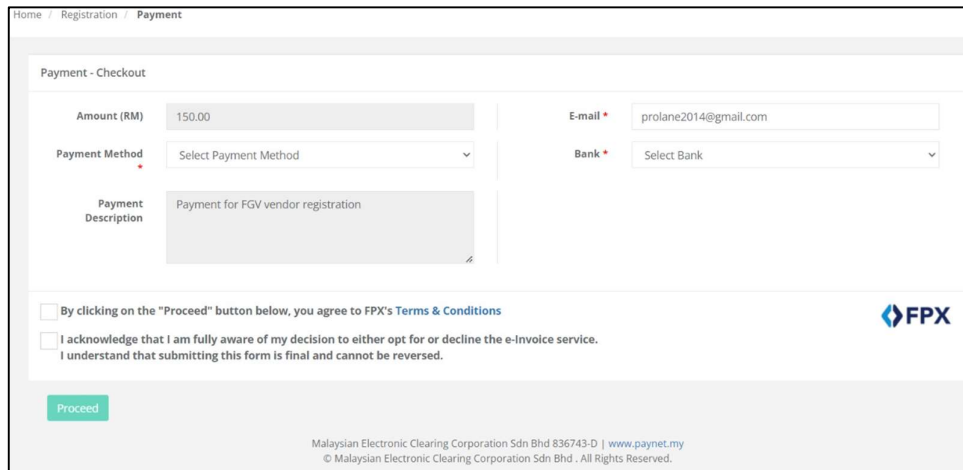 Home / Registration / Payment
Payment - Checkout
Amount (RM)
150.00
E-mail *
prolane2014@gmail.com
Payment Method
*
Select Payment Method
Bank *
Select Bank
Payment
Description
Payment for FGV vendor registration
By clicking on the "Proceed" button below, you agree to FPX's Terms & Conditions
FPX
I acknowledge that I am fully aware of my decision to either opt for or decline the e-Invoice service.
I understand that submitting this form is final and cannot be reversed.
Proceed
Malaysian Electronic Clearing Corporation Sdn Bhd 836743-D | www.paynet.my
© Malaysian Electronic Clearing Corporation Sdn Bhd . All Rights Reserved.